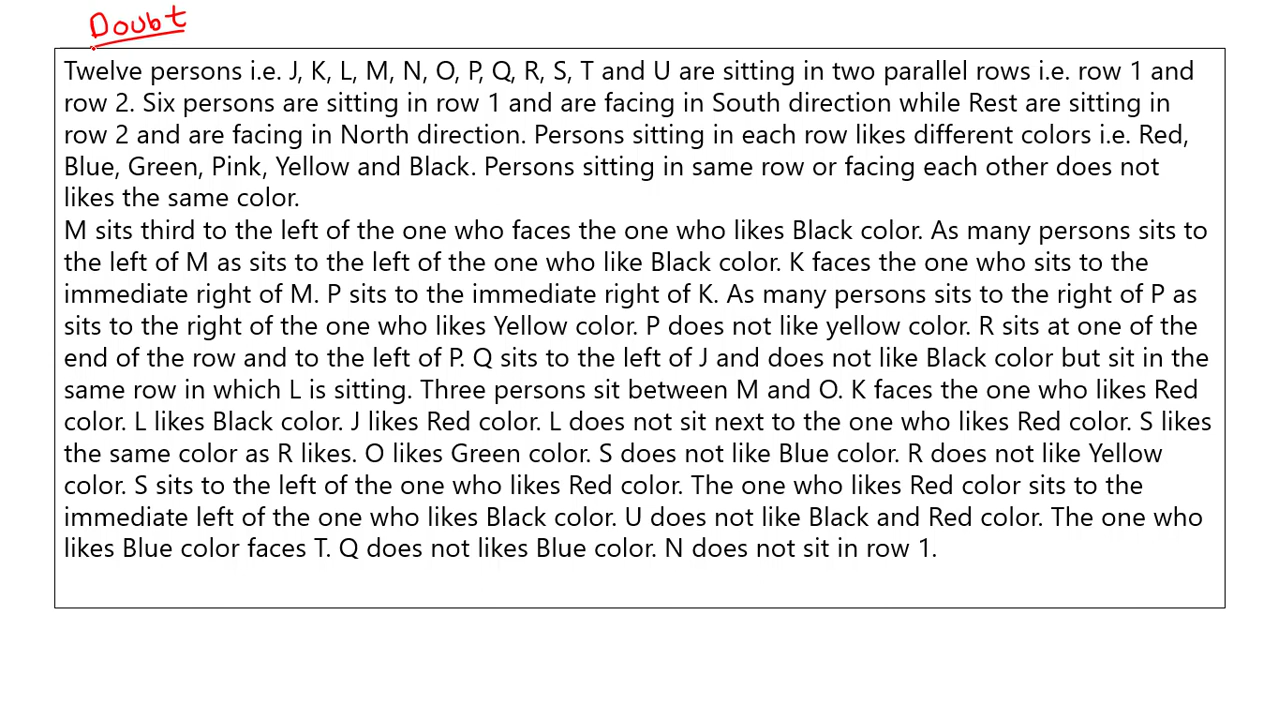 Doubt
Twelve persons i.e. J, K, L, M, N, O, P, Q, R, S, T and U are sitting in two parallel rows i.e. row 1 and
row 2. Six persons are sitting in row 1 and are facing in South direction while Rest are sitting in
row 2 and are facing in North direction. Persons sitting in each row likes different colors i.e. Red,
Blue, Green, Pink, Yellow and Black. Persons sitting in same row or facing each other does not
likes the same color.
M sits third to the left of the one who faces the one who likes Black color. As many persons sits to
the left of M as sits to the left of the one who like Black color. K faces the one who sits to the
immediate right of M. P sits to the immediate right of K. As many persons sits to the right of P as
sits to the right of the one who likes Yellow color. P does not like yellow color. R sits at one of the
end of the row and to the left of P. Q sits to the left of J and does not like Black color but sit in the
same row in which L is sitting. Three persons sit between M and O. K faces the one who likes Red
color. L likes Black color. J likes Red color. L does not sit next to the one who likes Red color. S likes
the same color as R likes. O likes Green color. S does not like Blue color. R does not like Yellow
color. S sits to the left of the one who likes Red color. The one who likes Red color sits to the
immediate left of the one who likes Black color. U does not like Black and Red color. The one who
likes Blue color faces T. Q does not likes Blue color. N does not sit in row 1.